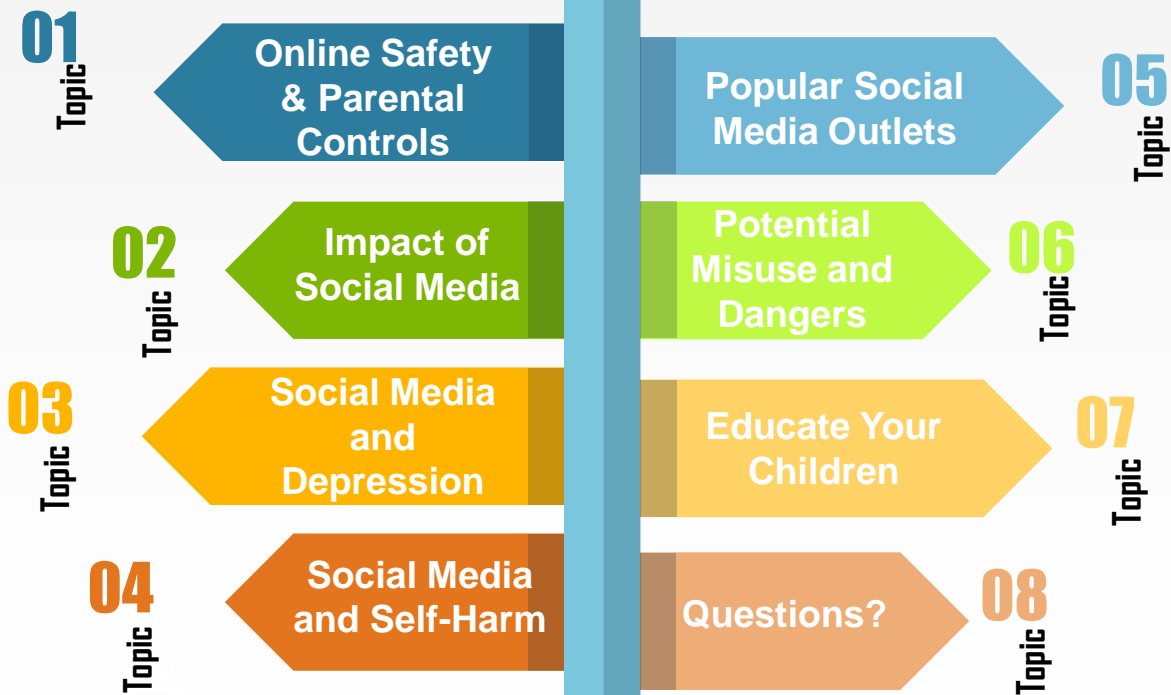 01
Topic
Online Safety
& Parental
Controls
02
Topic
Impact of
Social Media
03
Topic
Social Media
and
Depression
04
Topic
Social Media
and Self-Harm
05
Topic
Popular Social
Media Outlets
06
Topic
Potential
Misuse and
Dangers
07
Topic
Educate Your
Children
08
Topic
Questions?